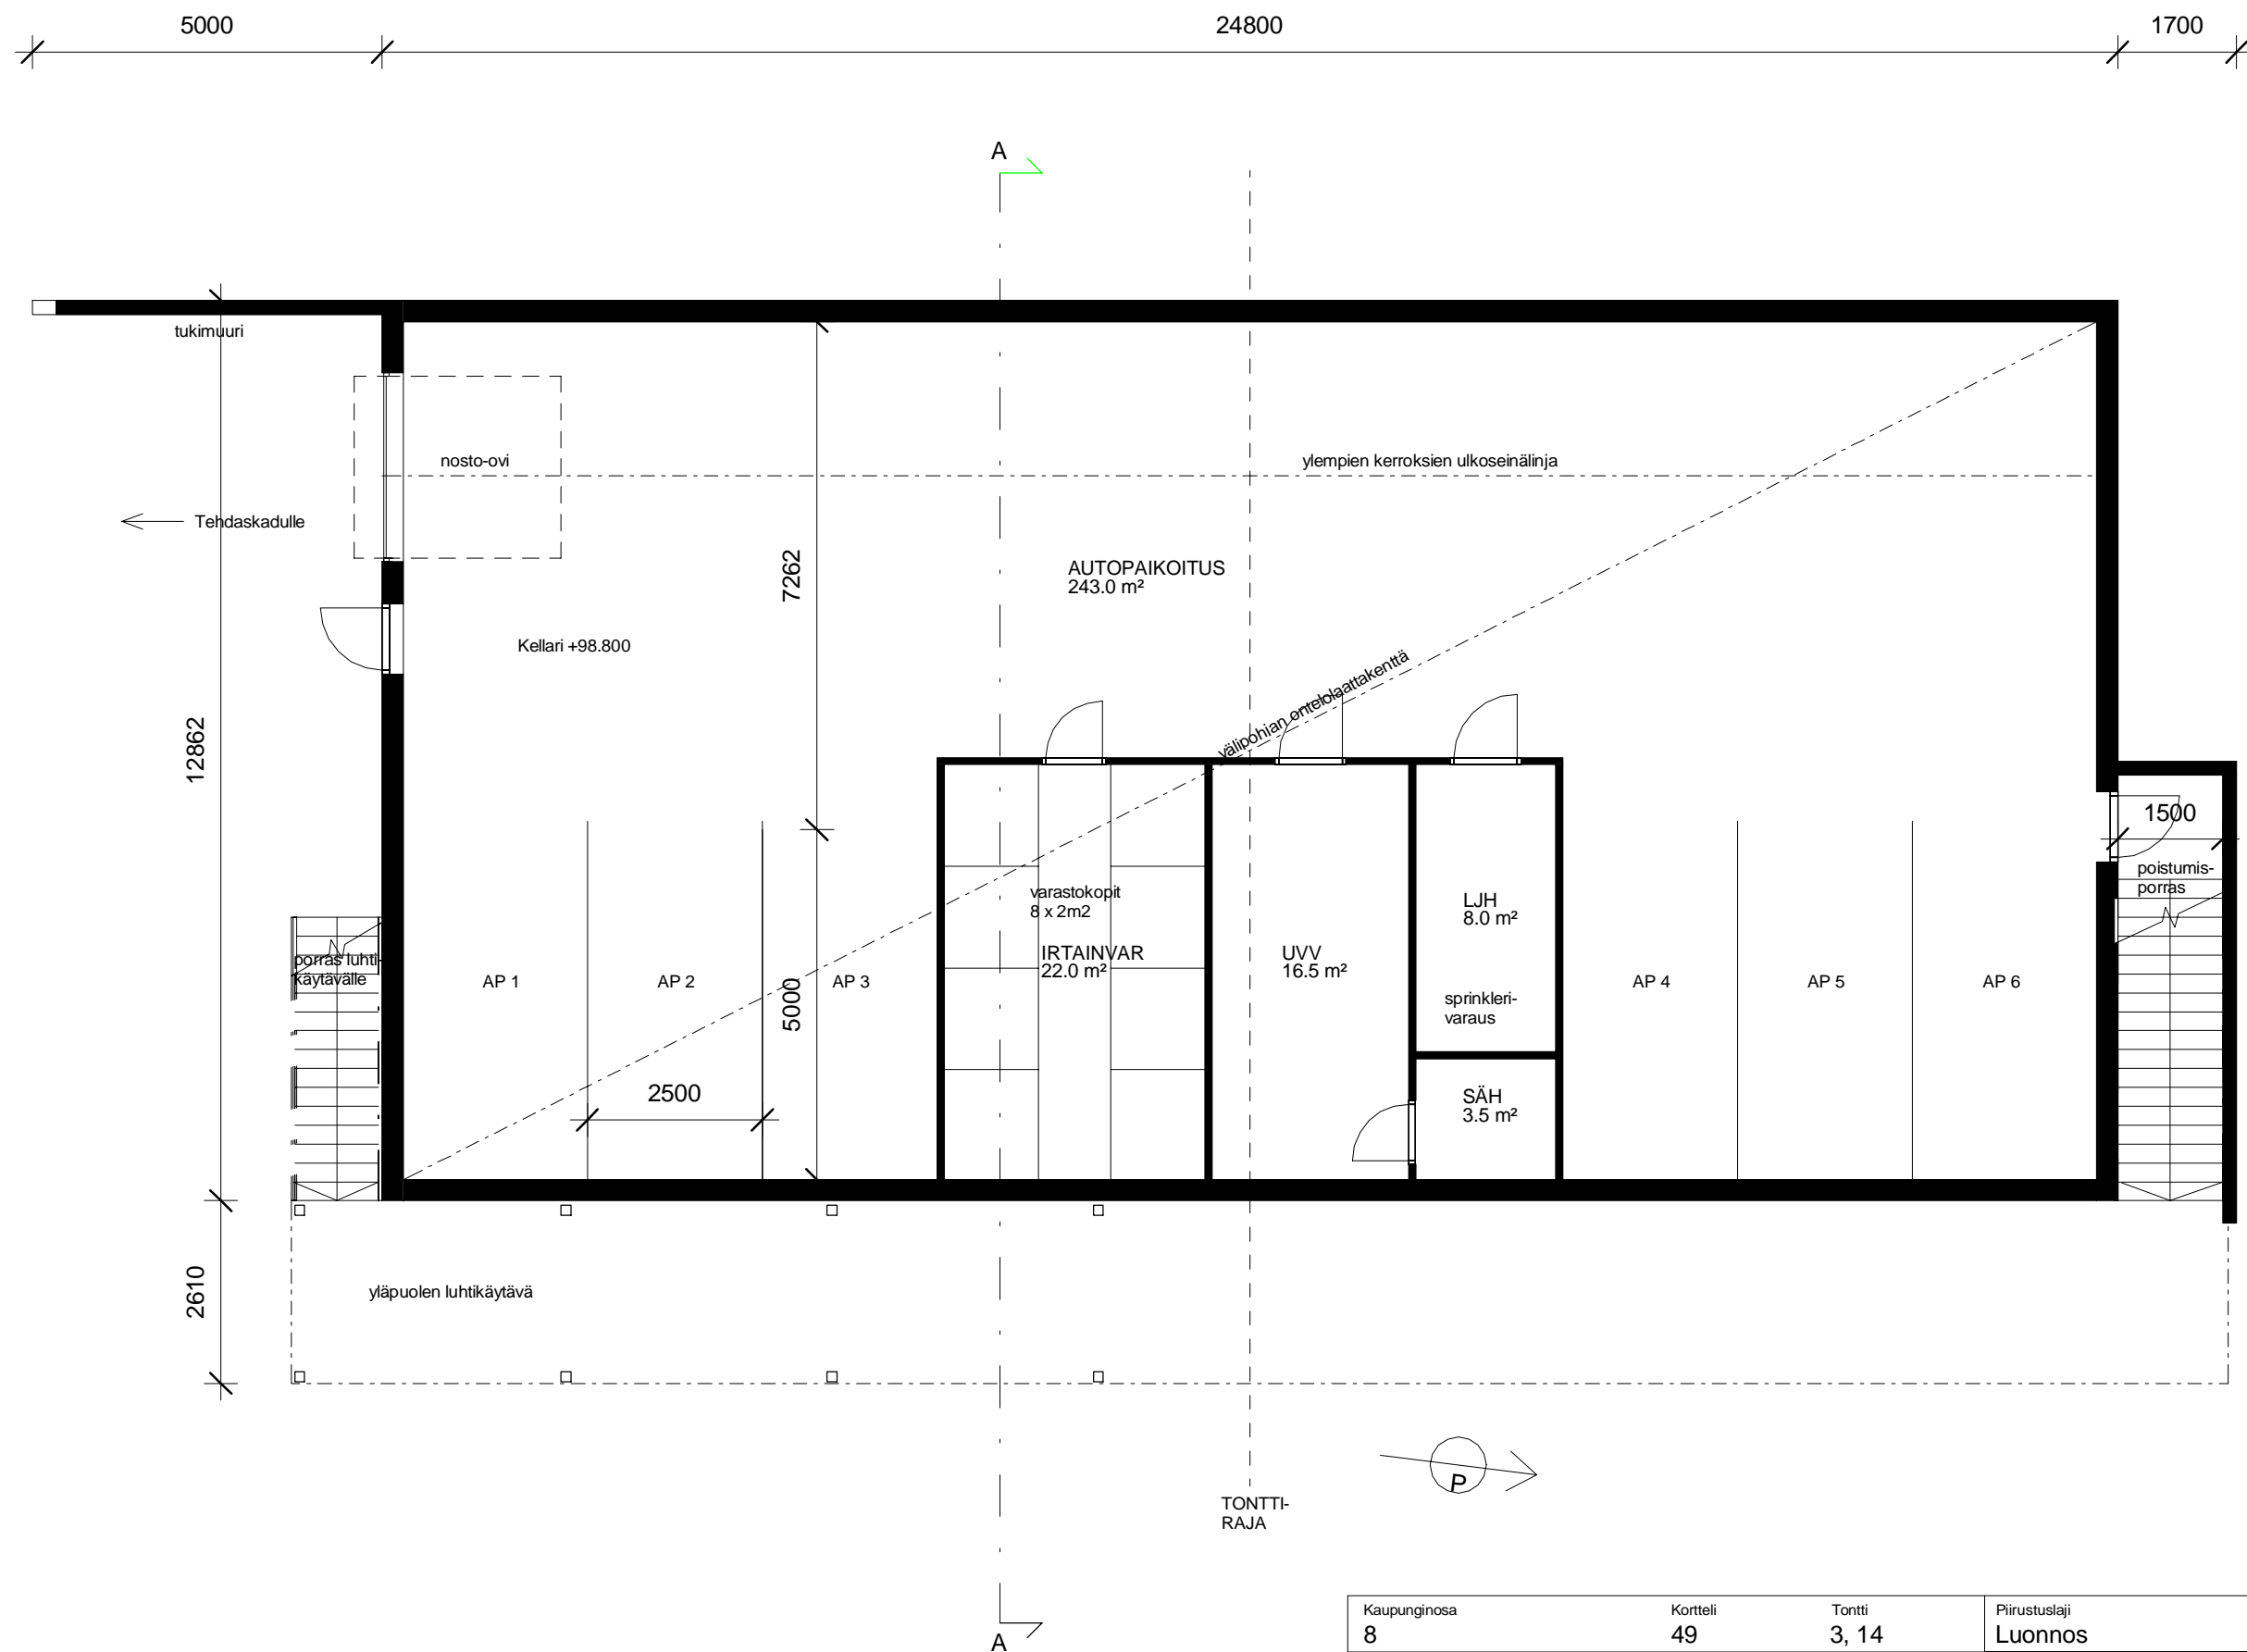 5000
24800
1700
A
tukimuuri
nosto-ovi
ylempien kerroksien ulkoseinälinja
Tehdaskadulle
7262
AUTOPAIKOITUS
243.0 m²
Kellari +98.800
välipohjan ontelolaattakenttä
12862
1500
poistumis-
porras
varastokopit
8 x 2m2
LJH
8.0 m²
IRTAINVAR
22.0 m²
UVV
16.5 m²
porras luhti-
käytävälle
AP 1
AP 2
AP 3
5000
sprinkleri-
varaus
AP 4
AP 5
AP 6
2500
SÄH
3.5 m²
2610
yläpuolen luhtikäytävä
P
TONTTI-
RAJA
A
Kaupunginosa
8
Kortteli
49
Tontti
3, 14
Piirustuslaji
Luonnos